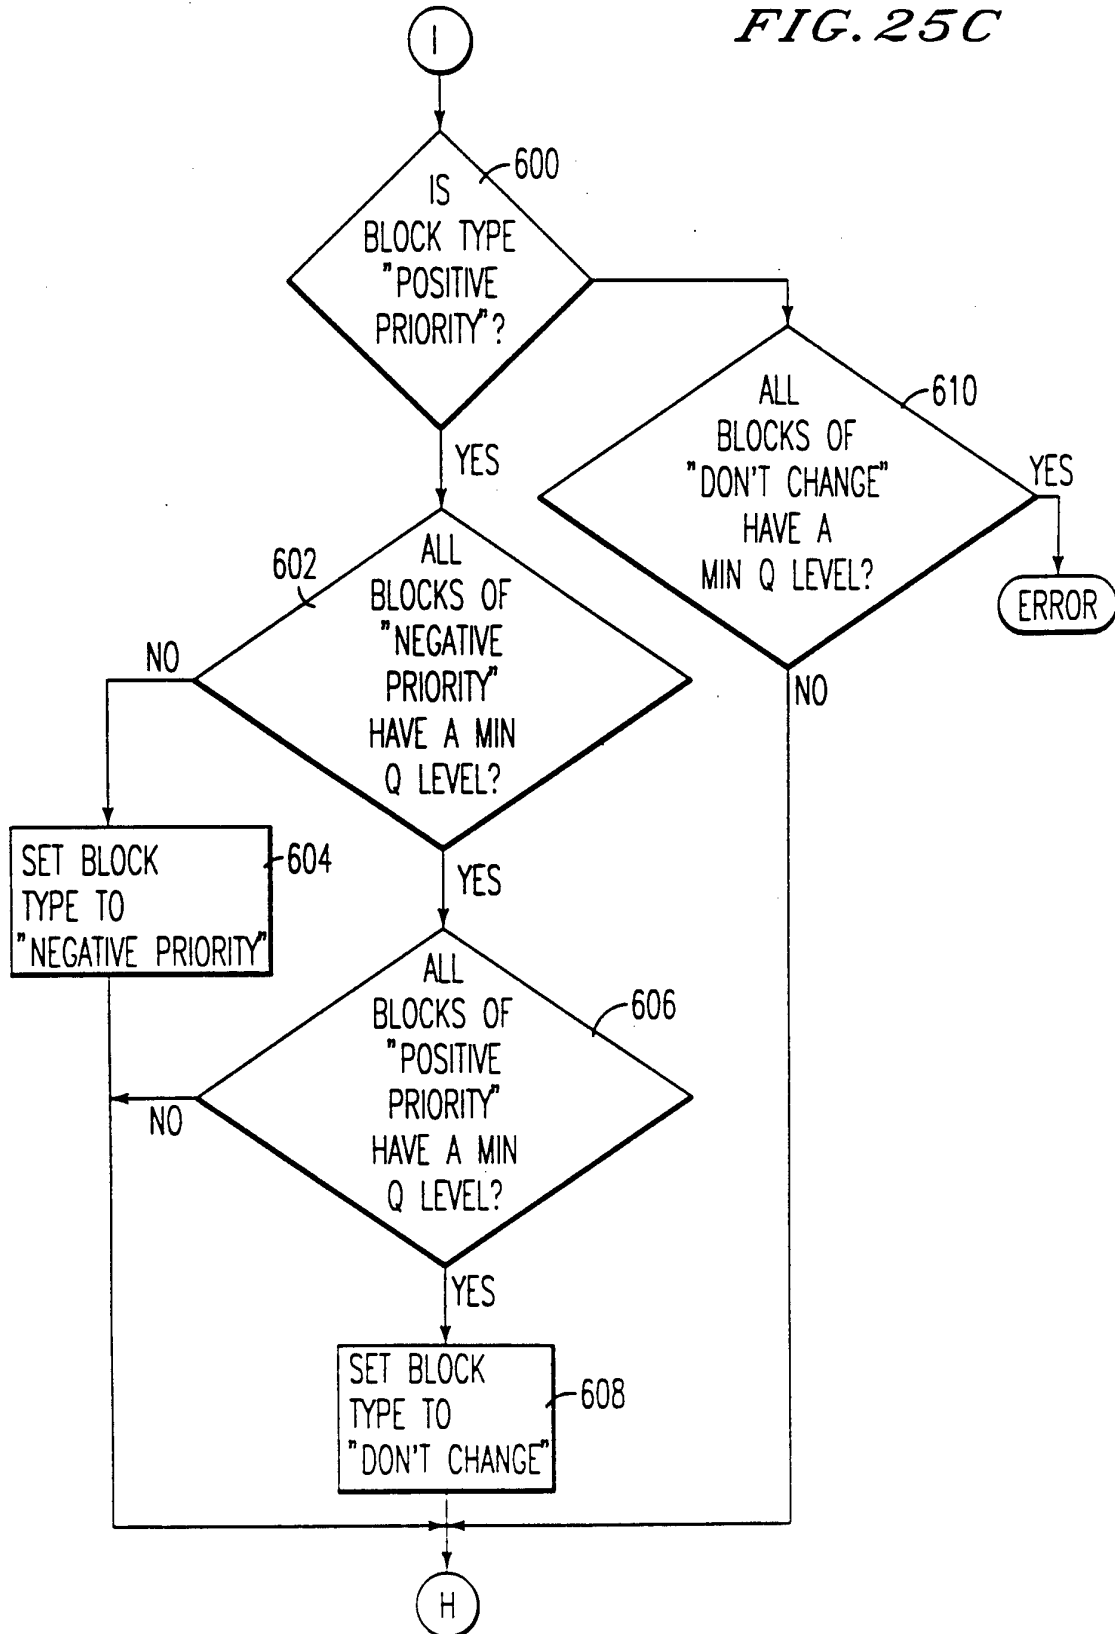 FIG. 25C
I
600
IS
BLOCK TYPE
"POSITIVE
PRIORITY"?
YES
610
ALL
BLOCKS OF
"DON'T CHANGE"
HAVE A
MIN Q LEVEL?
YES
ERROR
NO
602
ALL
BLOCKS OF
"NEGATIVE
PRIORITY"
HAVE A MIN
Q LEVEL?
NO
YES
604
SET BLOCK
TYPE TO
"NEGATIVE PRIORITY"
606
ALL
BLOCKS OF
"POSITIVE
PRIORITY"
HAVE A MIN
Q LEVEL?
NO
YES
608
SET BLOCK
TYPE TO
"DON'T CHANGE"
H